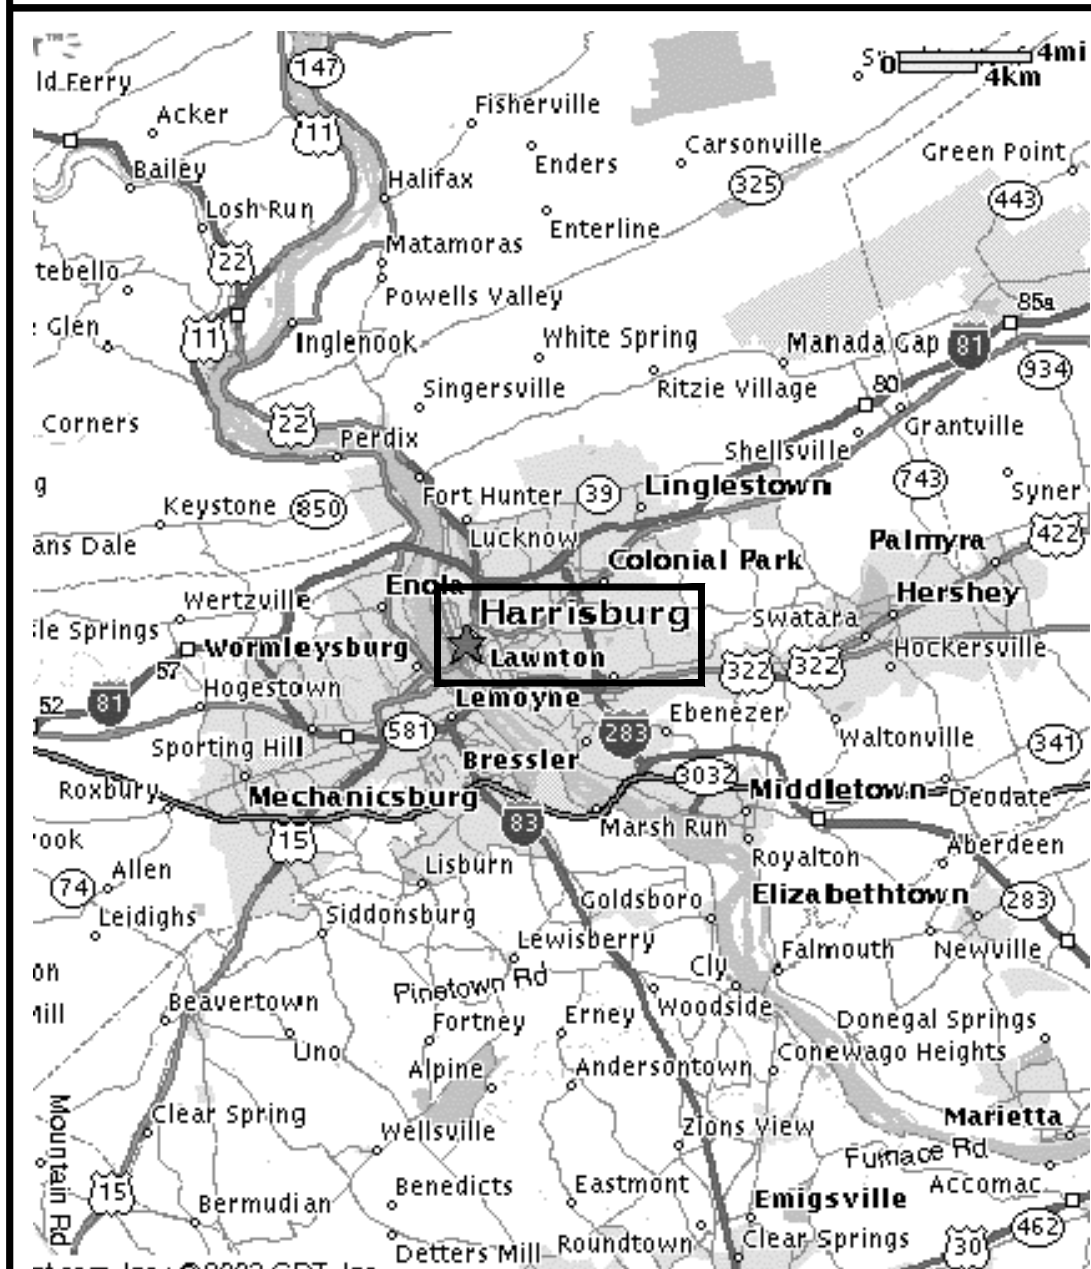 147
4mi
0
4km
ld Ferry
Fisherville
Acker
11
Carsonville
Enders
Green Point
Bailey
Halifax
325
443
Losh Run
Enterline
Matamoras
22
tebello
Powells Valley
85a
Glen
11
Inglenook
White Spring
Manada Gap
81
934
Singersville
Ritzie Village
80
Corners
22
Grantville
Perdix
Shellsville
743
g
Fort Hunter
39
Linglestown
Syner
Keystone
850
Lucknow
422
ans Dale
Palmyra
Colonial Park
Enola
Hershey
Wertzville
Harrisburg
Swatara
le Springs
Wormleysburg
Lawnton
Hockersville
57
322
322
52
81
Hogestown
Lemoyne
Ebenezer
581
283
Waltonville
341
Sporting Hill
Bressler
3032
Roxbury
Mechanicsburg
Middletown
Deodate
83
Marsh Run
rook
15
Aberdeen
Allen
Lisburn
Royalton
74
Goldsboro
Elizabethtown
283
Leidighs
Siddonsburg
Lewisberry
Falmouth
Newville
on
Cly
Pinetown Rd
Beavertown
Woodside
Mill
Fortney
Erney
Donegal Springs
Uno
Conewago Heights
Alpine
Andersontown
Mountain Rd
Clear Spring
Marietta
Wellsville
Zions View
Furnace Rd
15
Benedicts
Eastmont
Accomac
Bermudian
Emigsville
462
Detters Mill
Roundtown
Clear Springs
30